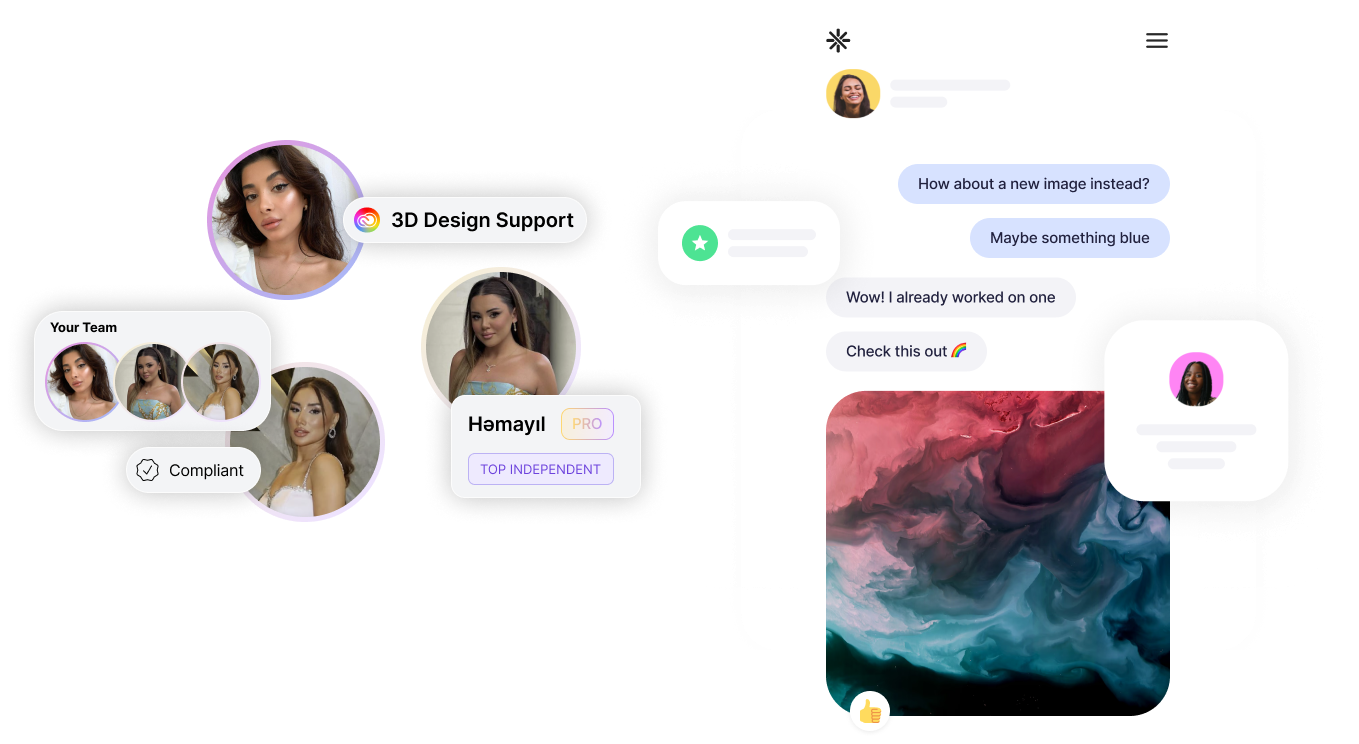 3D Design Support
Your Team
Compliant
Həmayıl
PRO
TOP INDEPENDENT
How about a new image instead?
Maybe something blue
Wow! I already worked on one
Check this out 🌈